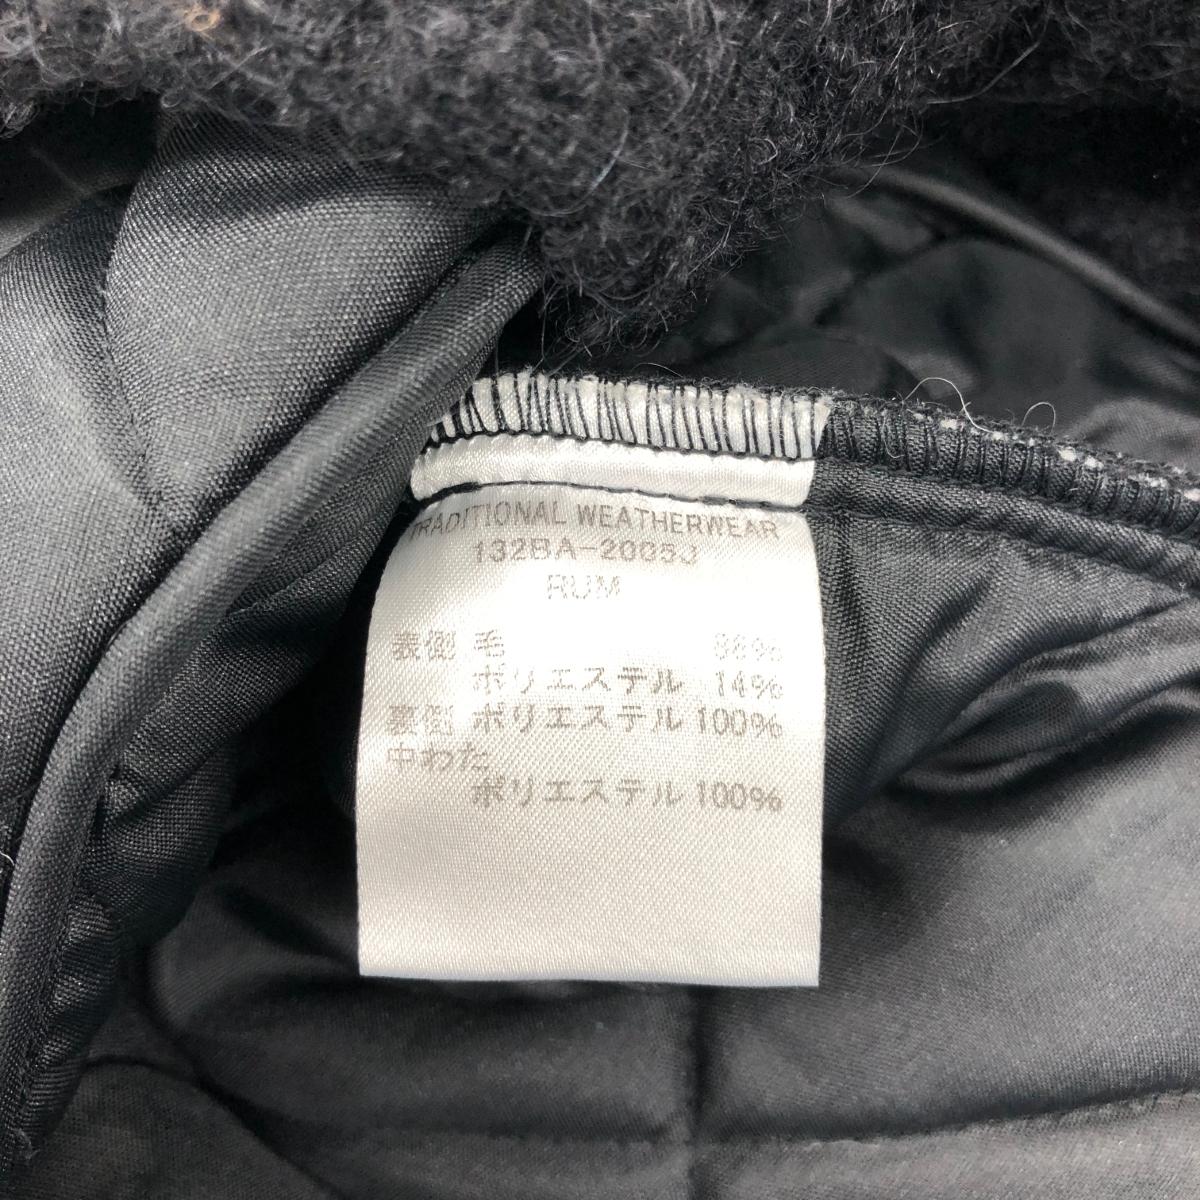 TRADITIONAL WEATHERWEAR
132BA-2005J
RUM
表側 毛 86%
ポリエステル 14%
裏側 ポリエステル 100%
中わた
ポリエステル 100%